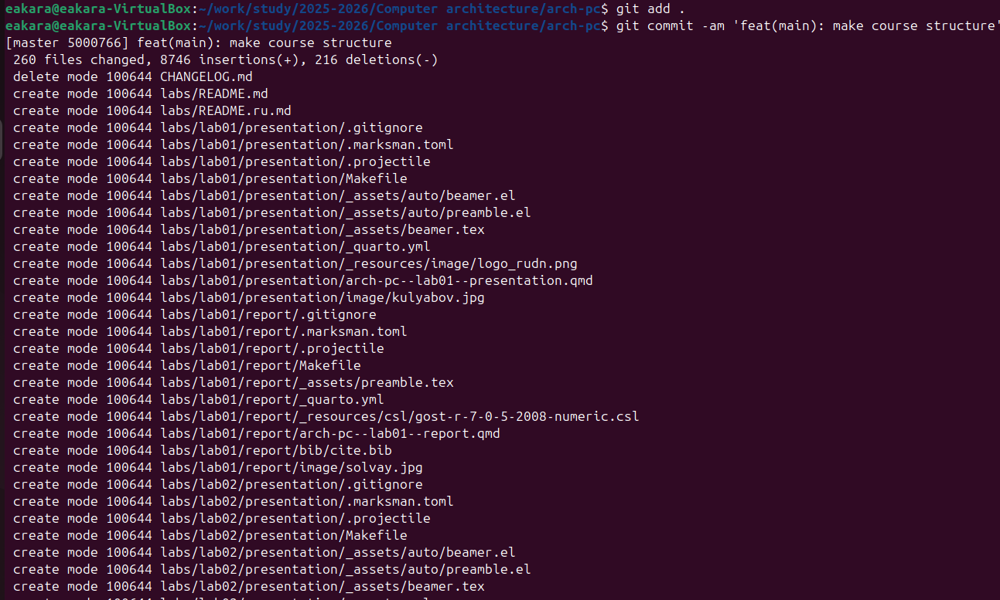 eakara@eakara-VirtualBox:~/work/study/2025-2026/Computer architecture/arch-pc$ git add .
eakara@eakara-VirtualBox:~/work/study/2025-2026/Computer architecture/arch-pc$ git commit -am 'feat(main): make course structure'
[master 5000766] feat(main): make course structure
 260 files changed, 8746 insertions(+), 216 deletions(-)
 delete mode 100644 CHANGELOG.md
 create mode 100644 labs/README.md
 create mode 100644 labs/README.ru.md
 create mode 100644 labs/lab01/presentation/.gitignore
 create mode 100644 labs/lab01/presentation/.marksman.toml
 create mode 100644 labs/lab01/presentation/.projectile
 create mode 100644 labs/lab01/presentation/Makefile
 create mode 100644 labs/lab01/presentation/_assets/auto/beamer.el
 create mode 100644 labs/lab01/presentation/_assets/auto/preamble.el
 create mode 100644 labs/lab01/presentation/_assets/beamer.tex
 create mode 100644 labs/lab01/presentation/_quarto.yml
 create mode 100644 labs/lab01/presentation/_resources/image/logo_rudn.png
 create mode 100644 labs/lab01/presentation/arch-pc--lab01--presentation.qmd
 create mode 100644 labs/lab01/presentation/image/kulyabov.jpg
 create mode 100644 labs/lab01/report/.gitignore
 create mode 100644 labs/lab01/report/.marksman.toml
 create mode 100644 labs/lab01/report/.projectile
 create mode 100644 labs/lab01/report/Makefile
 create mode 100644 labs/lab01/report/_assets/preamble.tex
 create mode 100644 labs/lab01/report/_quarto.yml
 create mode 100644 labs/lab01/report/_resources/csl/gost-r-7-0-5-2008-numeric.csl
 create mode 100644 labs/lab01/report/arch-pc--lab01--report.qmd
 create mode 100644 labs/lab01/report/bib/cite.bib
 create mode 100644 labs/lab01/report/image/solvay.jpg
 create mode 100644 labs/lab02/presentation/.gitignore
 create mode 100644 labs/lab02/presentation/.marksman.toml
 create mode 100644 labs/lab02/presentation/.projectile
 create mode 100644 labs/lab02/presentation/Makefile
 create mode 100644 labs/lab02/presentation/_assets/auto/beamer.el
 create mode 100644 labs/lab02/presentation/_assets/auto/preamble.el
 create mode 100644 labs/lab02/presentation/_assets/beamer.tex